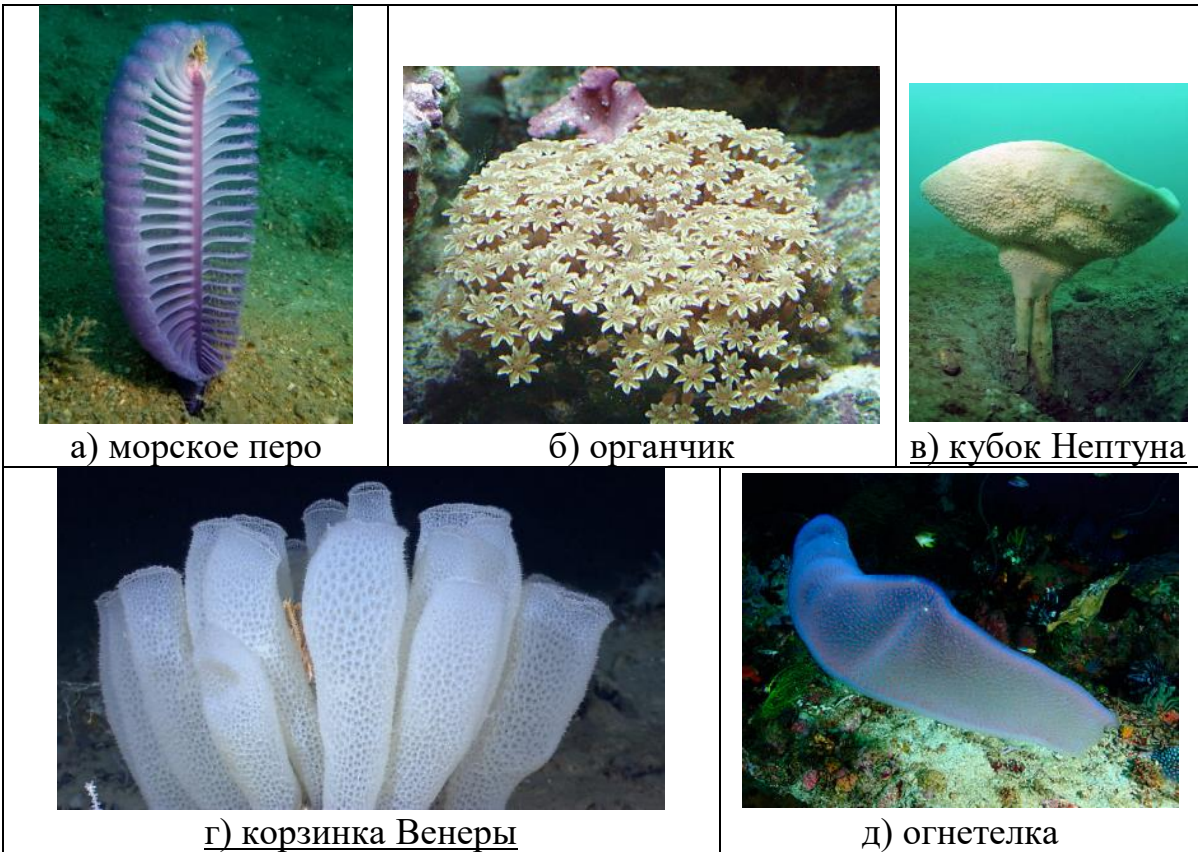 а) морское перо
б) органчик
в) кубок Нептуна
г) корзинка Венеры
д) огнетелка